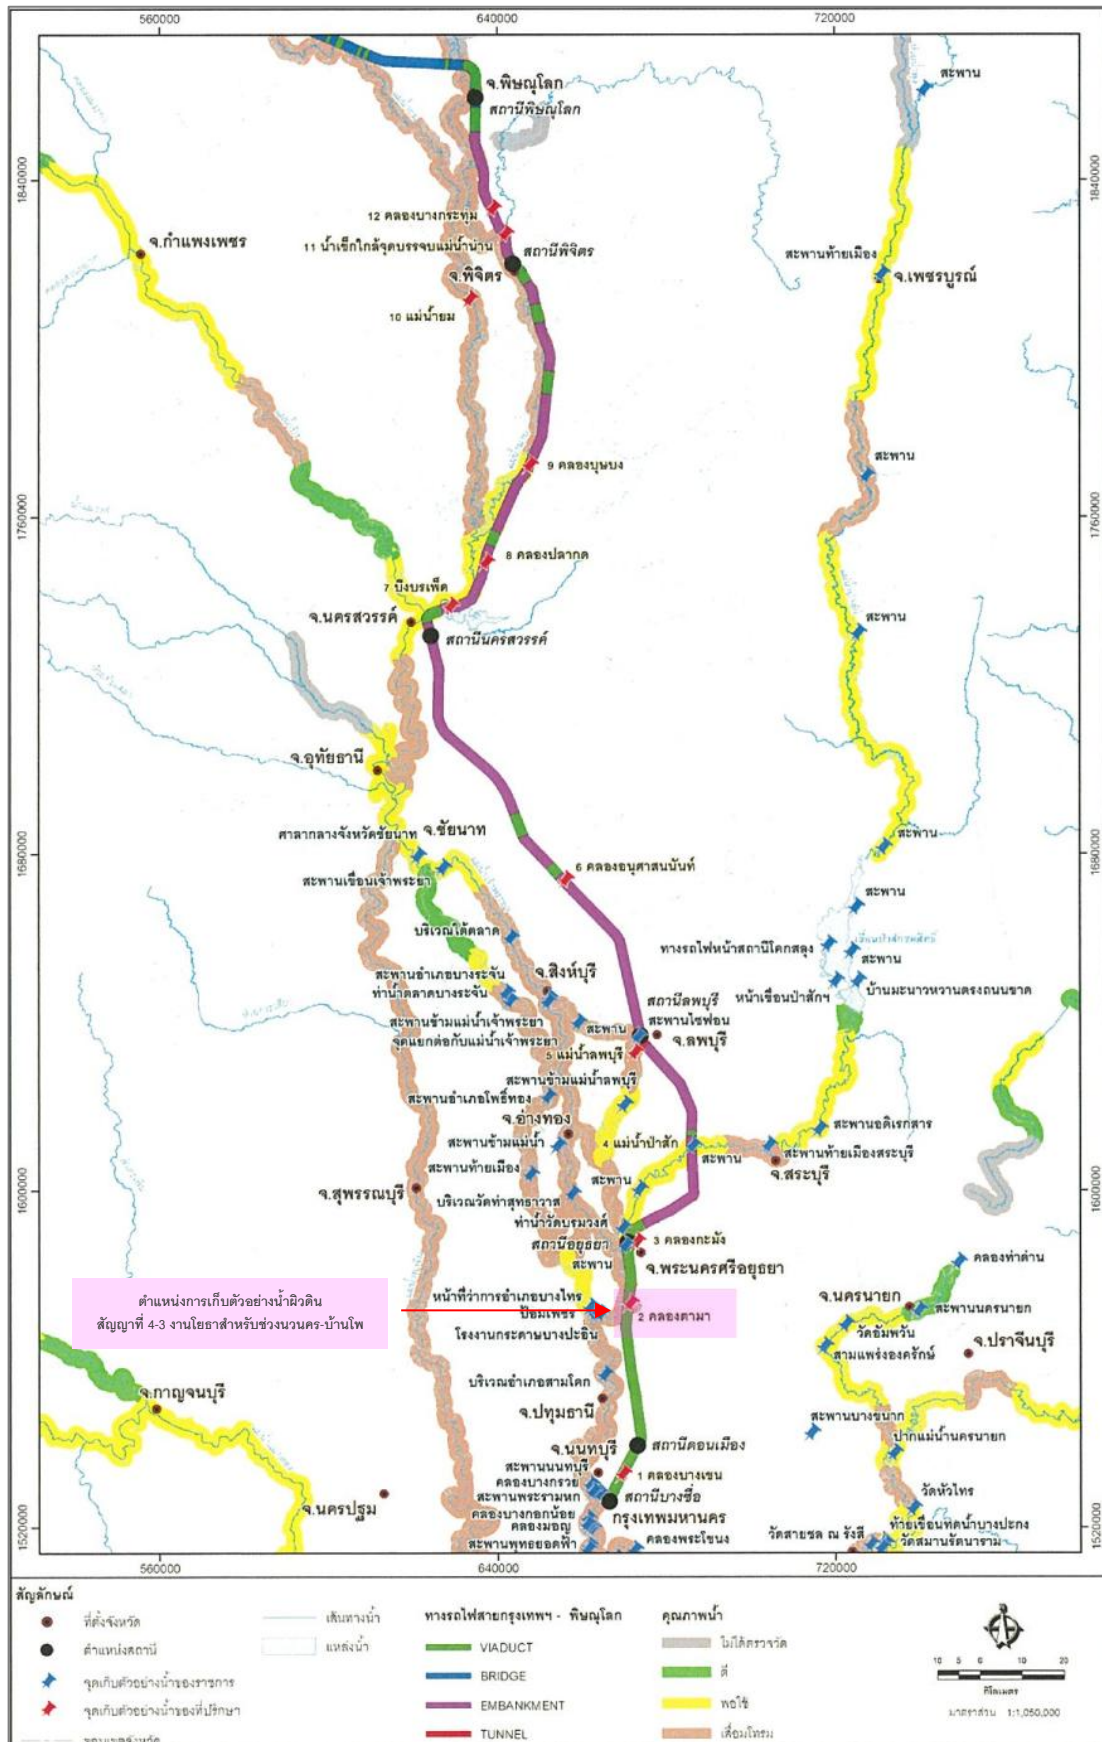 560000
640000
720000
สะพาน
จ.พิษณุโลก
สถานีพิษณุโลก
1840000
1840000
12 คลองบางกระทุ่ม
11 น้ำเข็กใกล้จุดบรรจบแม่น้ำน่าน
สถานีพิจิตร
จ.กำแพงเพชร
สะพานท้ายเมือง
จ.เพชรบูรณ์
จ.พิจิตร
10 แม่น้ำยม
9 คลองบุษบง
สะพาน
1760000
1760000
8 คลองปลากด
7 บึงบรเพ็ด
จ.นครสวรรค์
สถานีนครสวรรค์
สะพาน
จ.อุทัยธานี
ศาลากลางจังหวัดชัยนาท
จ.ชัยนาท
สะพาน
1680000
1680000
สะพานเขื่อนเจ้าพระยา
6 คลองอนุศาสนนันท์
สะพาน
บริเวณใต้ตลาด
ทางรถไฟหน้าสถานีโคกสลุง
เขื่อนป่าสักชลสิทธิ์
สะพาน
สะพานอำเภอบางระจัน
จ.สิงห์บุรี
ท่าน้ำตลาดบางระจัน
สถานีลพบุรี
หน้าเขื่อนป่าสักฯ
บ้านมะนาวหวานตรงถนนขาด
สะพานข้ามแม่น้ำเจ้าพระยา
สะพาน
สะพานไซฟอน
จ.ลพบุรี
จุดแยกต่อกับแม่น้ำเจ้าพระยา
5 แม่น้ำลพบุรี
สะพานข้ามแม่น้ำลพบุรี
สะพานอำเภอโพธิ์ทอง
จ.อ่างทอง
สะพานอดิเรกสาร
สะพานข้ามแม่น้ำ
4 แม่น้ำป่าสัก
สะพาน
สะพานท้ายเมืองสระบุรี
จ.สระบุรี
สะพานท้ายเมือง
สะพาน
จ.สุพรรณบุรี
บริเวณวัดท่าสุทธาวาส
1600000
1600000
ท่าน้ำวัดบรมวงศ์
สถานีอยุธยา
3 คลองกะมัง
สะพาน
จ.พระนครศรีอยุธยา
คลองท่าด่าน
ตำแหน่งการเก็บตัวอย่างน้ำผิวดิน
สัญญาที่ 4-3 งานโยธาสำหรับช่วงนวนคร-บ้านโพ
หน้าที่ว่าการอำเภอบางไทร
ป้อมเพชร
2 คลองตามา
จ.นครนายก
สะพานนครนายก
โรงงานกระดาษบางปะอิน
วัดอัมพวัน
สามแพร่งองครักษ์
จ.ปราจีนบุรี
บริเวณอำเภอสามโคก
จ.กาญจนบุรี
จ.ปทุมธานี
สะพานบางขนาก
ปากแม่น้ำนครนายก
จ.นนทบุรี
สถานีดอนเมือง
สะพานนนทบุรี
คลองบางกรวย
1 คลองบางเขน
จ.นครปฐม
สะพานพระรามหก
สถานีบางซื่อ
วัดหัวไทร
คลองบางกอกน้อย
กรุงเทพมหานคร
คลองมอญ
ท้ายเขื่อนทดน้ำบางปะกง
1520000
1520000
สะพานพุทธยอดฟ้า
คลองพระโขนง
วัดสายชล ณ รังสี
วัดสมานรัตนาราม
560000
640000
720000
สัญลักษณ์
ที่ตั้งจังหวัด
ตำแหน่งสถานี
จุดเก็บตัวอย่างน้ำของราชการ
จุดเก็บตัวอย่างน้ำของที่ปรึกษา
ขอบเขตจังหวัด
เส้นทางน้ำ
แหล่งน้ำ
ทางรถไฟสายกรุงเทพฯ - พิษณุโลก
VIADUCT
BRIDGE
EMBANKMENT
TUNNEL
คุณภาพน้ำ
ไม่ได้ตรวจวัด
ดี
พอใช้
เสื่อมโทรม
10 5 0 10 20
กิโลเมตร
มาตราส่วน 1:1,050,000